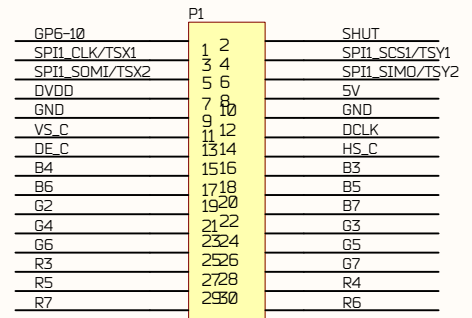 P1
GP6-10 SHUT
1 2
SPI1_CLK/TSX1 SPI1_SCS1/TSY1
3 4
SPI1_SOMI/TSX2 SPI1_SIMO/TSY2
5 6
DVDD 5V
7 8
GND 10 GND
9
VS_C 11 12 DCLK
DE_C 13 14 HS_C
B4 15 16 B3
B6 17 18 B5
G2 19 20 B7
G4 21 22 G3
G6 23 24 G5
R3 25 26 G7
R5 27 28 R4
R7 29 30 R6